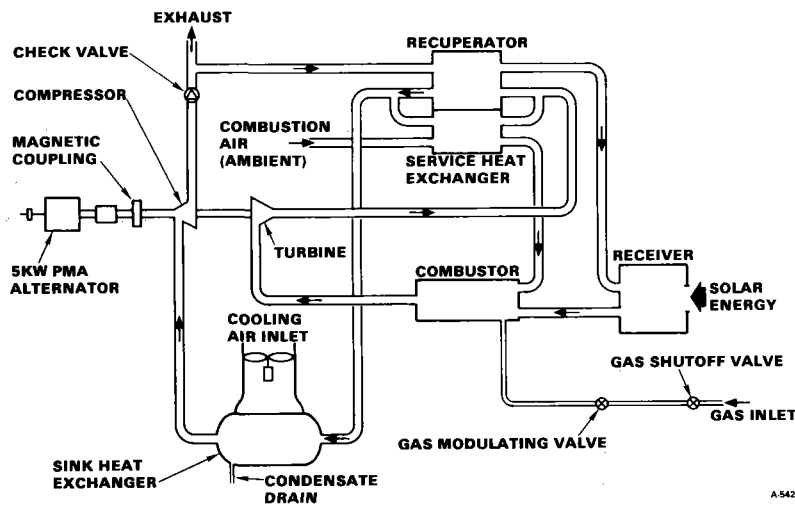 EXHAUST
CHECK VALVE
RECUPERATOR
COMPRESSOR
MAGNETIC
COUPLING
COMBUSTION
AIR
(AMBIENT)
SERVICE HEAT
EXCHANGER
TURBINE
5KW PMA
ALTERNATOR
COMBUSTOR
RECEIVER
SOLAR
ENERGY
COOLING
AIR INLET
GAS SHUTOFF VALVE
GAS INLET
GAS MODULATING VALVE
SINK HEAT
EXCHANGER
CONDENSATE
DRAIN
A-542